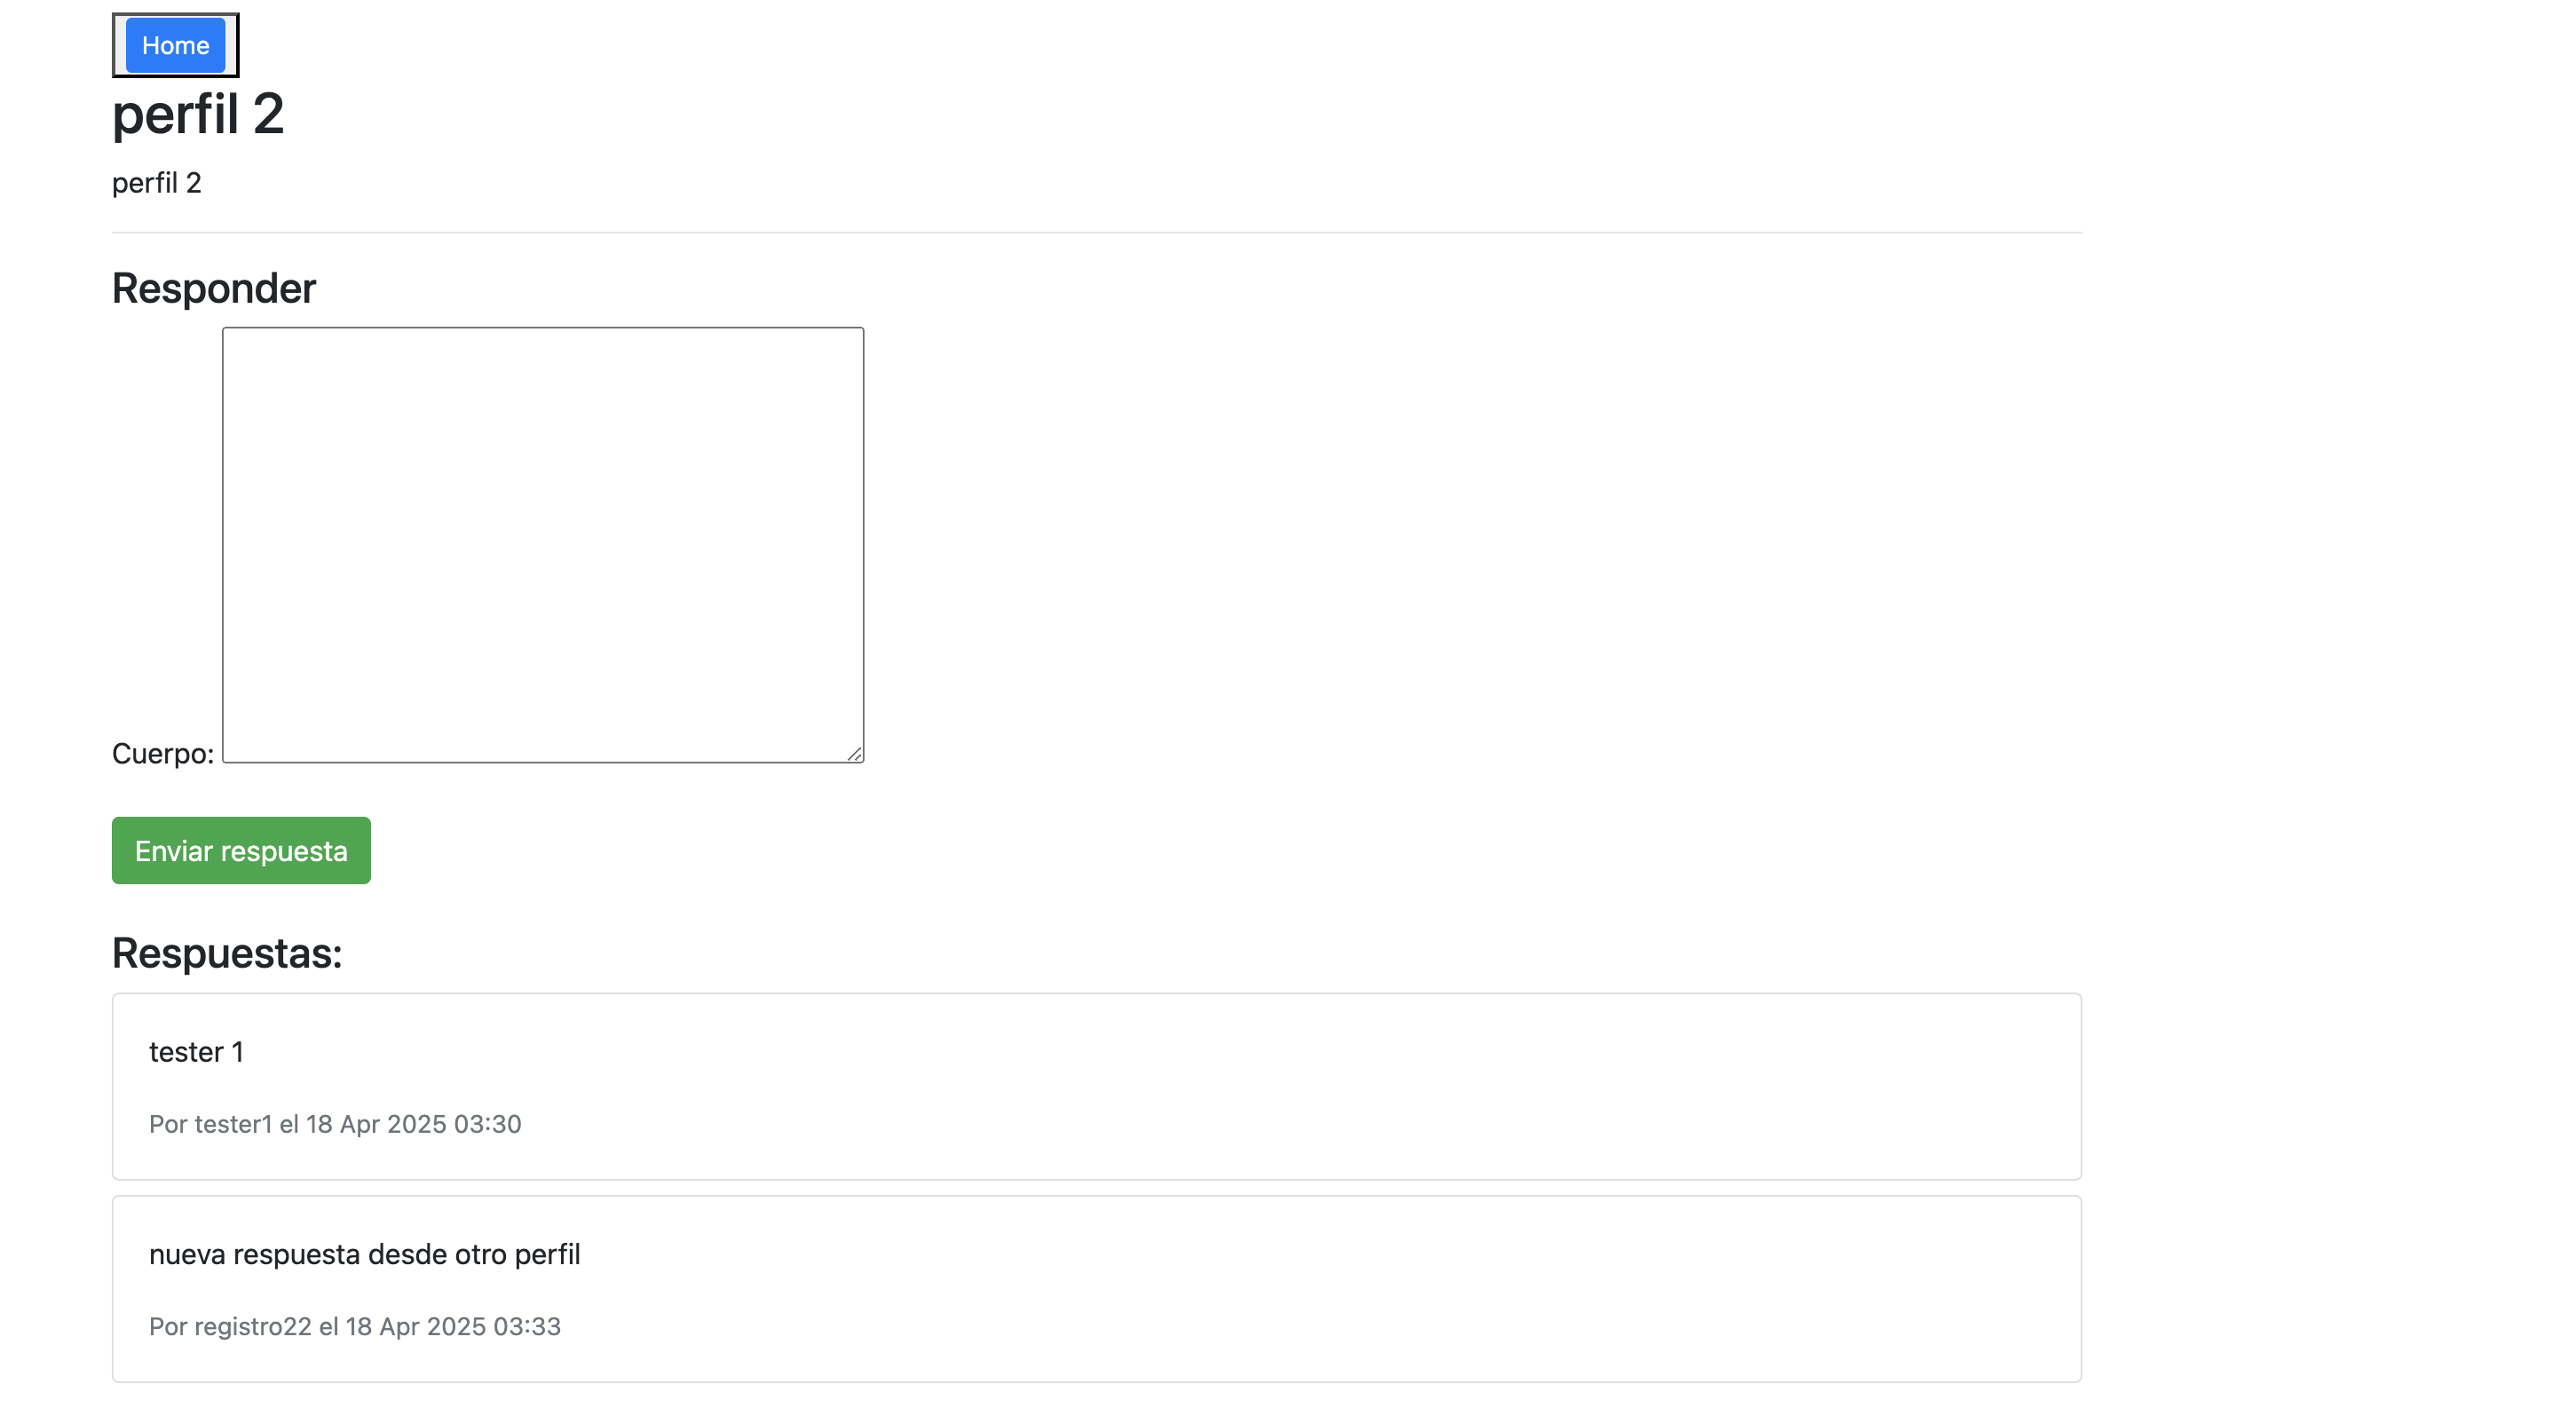 Home
perfil 2
perfil 2
Responder
Cuerpo:
Enviar respuesta
Respuestas:
tester 1
Por tester1 el 18 Apr 2025 03:30
nueva respuesta desde otro perfil
Por registro22 el 18 Apr 2025 03:33